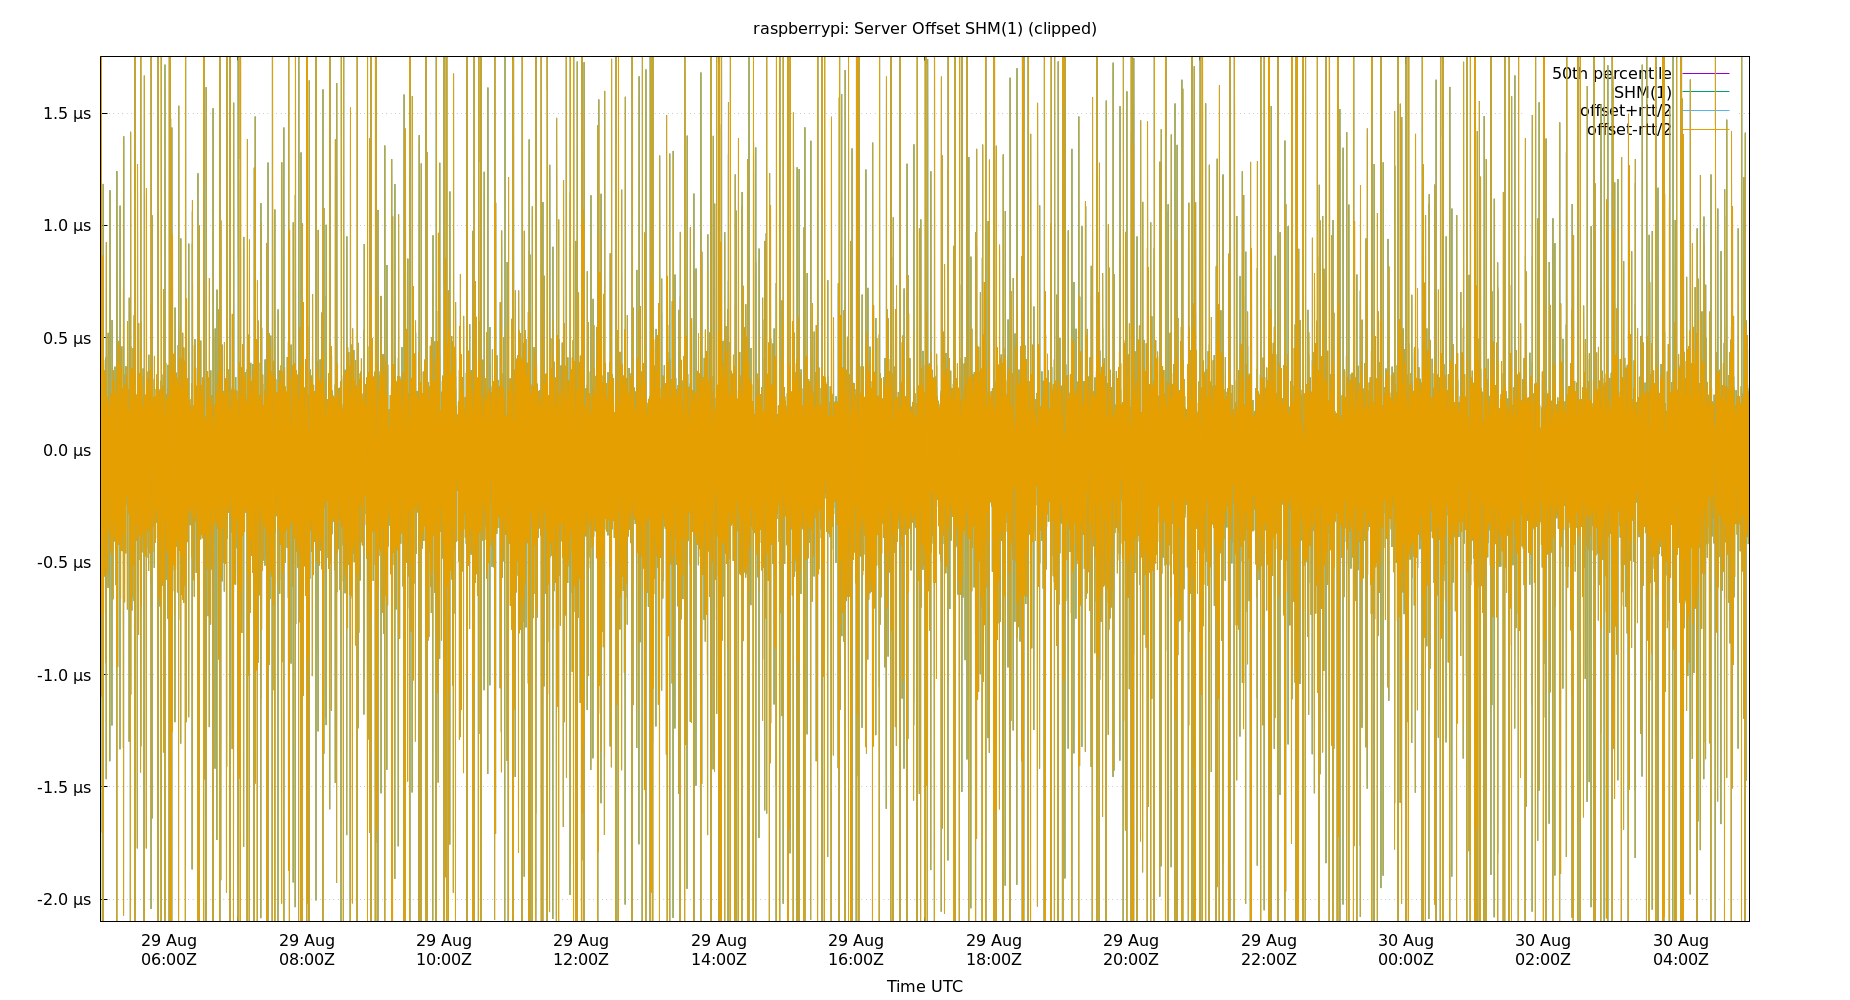 raspberrypi: Server Offset SHM(1) (clipped)
50th percentile
SHM(1)
offset+rtt/2
offset-rtt/2
1.5 µs
1.0 µs
0.5 µs
0.0 µs
-0.5 µs
-1.0 µs
-1.5 µs
-2.0 µs
29 Aug 29 Aug 29 Aug 29 Aug 29 Aug 29 Aug 29 Aug 29 Aug 29 Aug 30 Aug 30 Aug 30 Aug
06:00Z 08:00Z 10:00Z 12:00Z 14:00Z 16:00Z 18:00Z 20:00Z 22:00Z 00:00Z 02:00Z 04:00Z
Time UTC